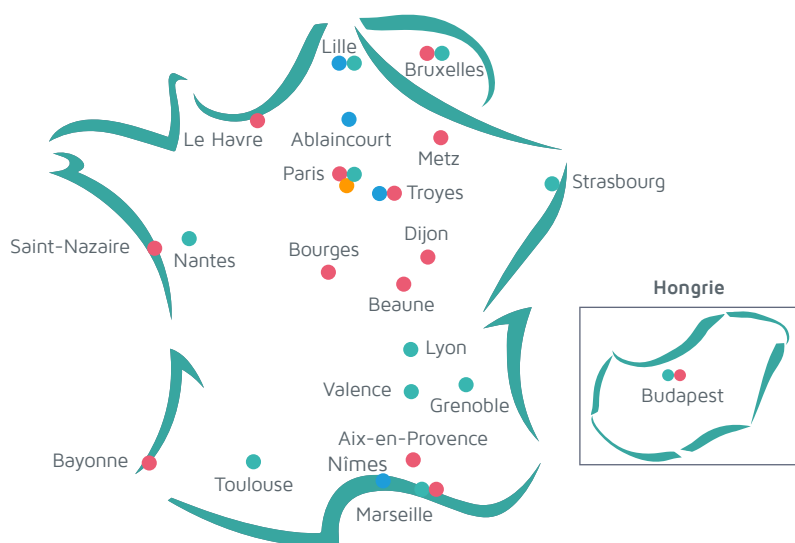 Lille
Bruxelles
Le Havre
Ablaincourt
Metz
Paris
Troyes
Strasbourg
Saint-Nazaire
Nantes
Bourges
Dijon
Beaune
Hongrie
Lyon
Valence
Grenoble
Budapest
Aix-en-Provence
Bayonne
Nîmes
Toulouse
Marseille